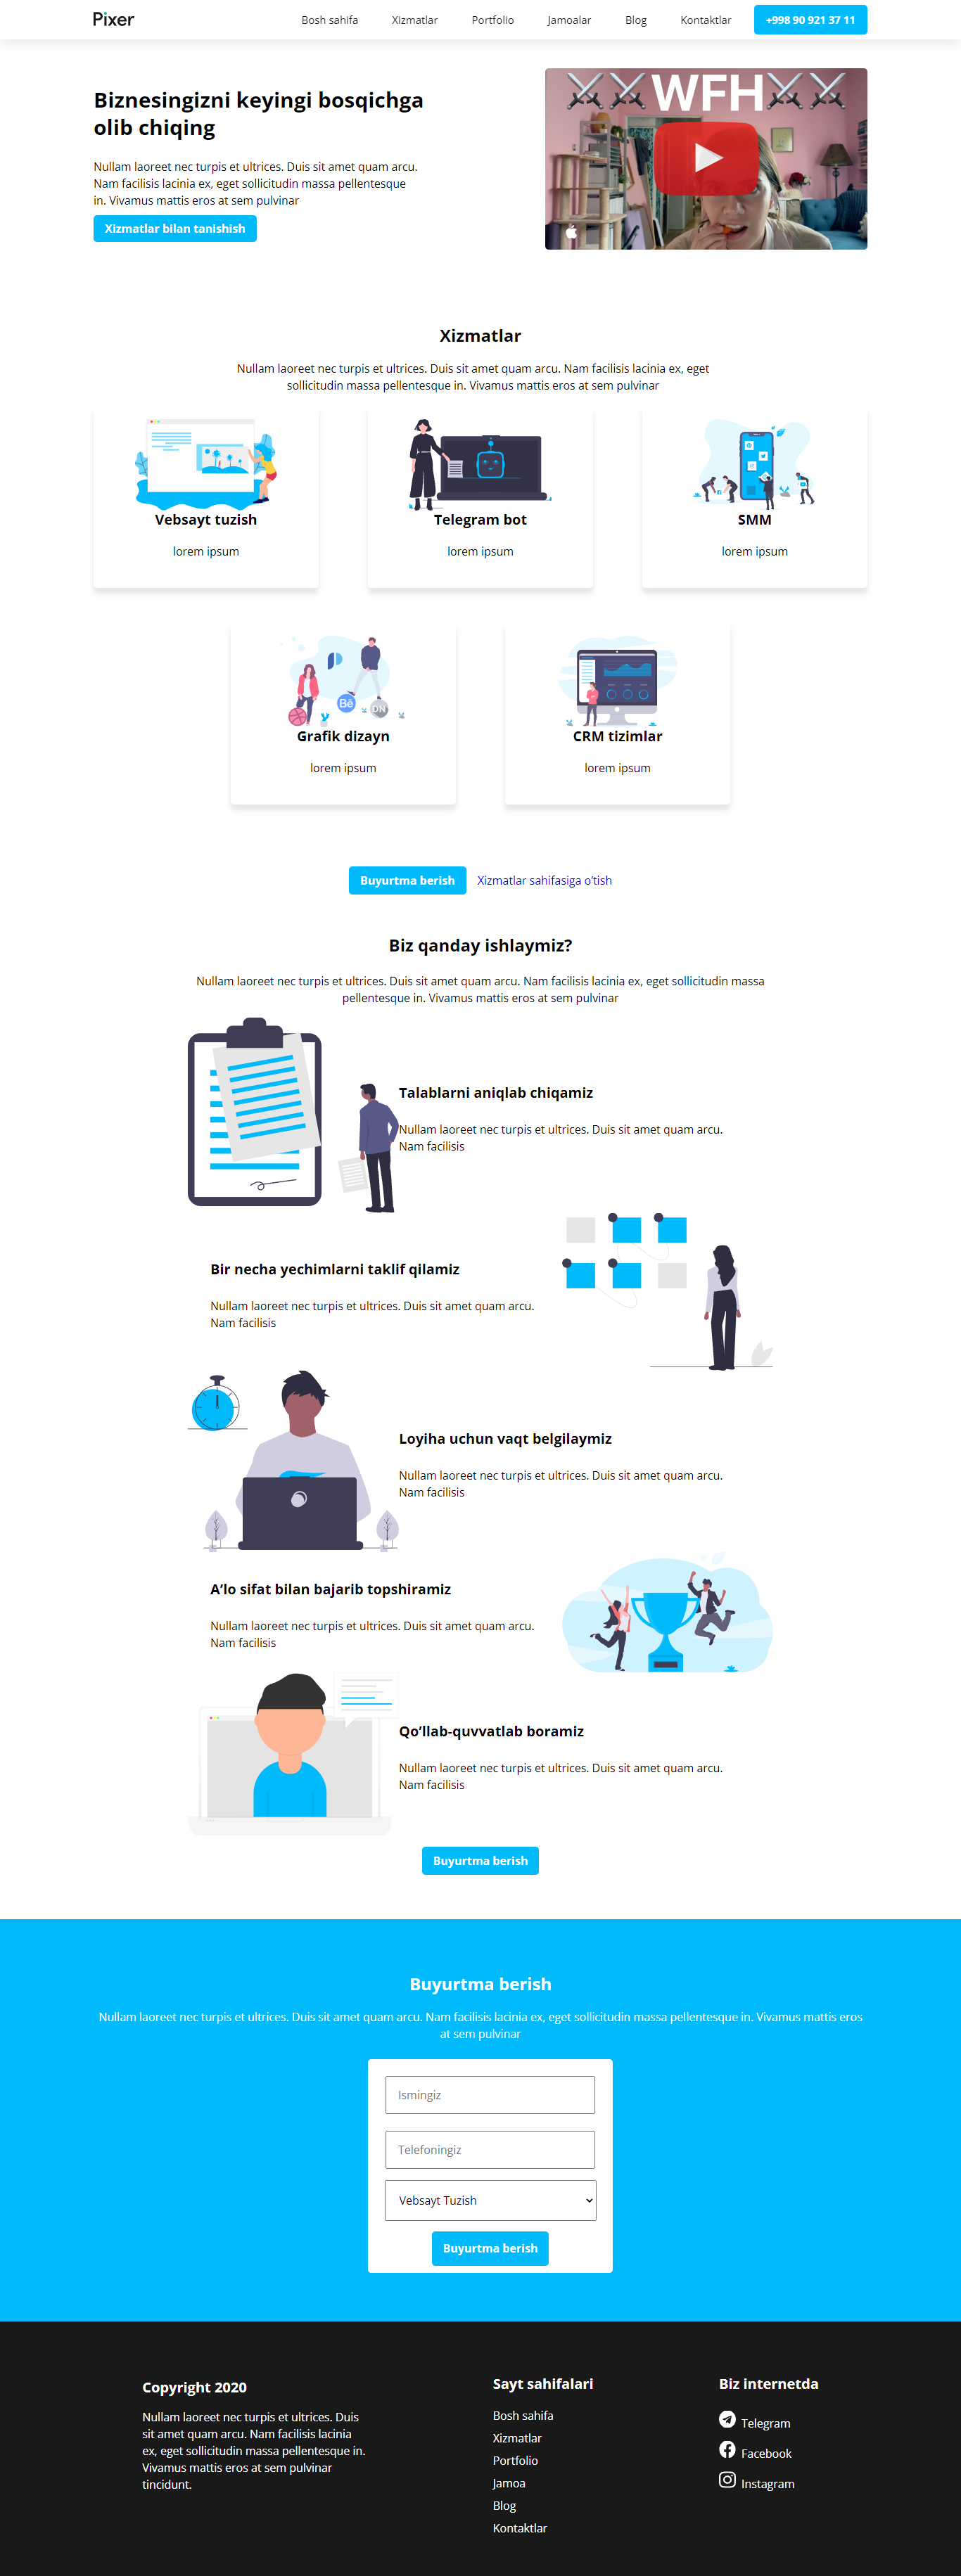 Pixer
Bosh sahifa
Xizmatlar
Portfolio
Jamoalar
Blog
Kontaktlar
+998 90 921 37 11
Biznesingizni keyingi bosqichga
olib chiqing
Nullam laoreet nec turpis et ultrices. Duis sit amet quam arcu.
Nam facilisis lacinia ex, eget sollicitudin massa pellentesque
in. Vivamus mattis eros at sem pulvinar
Xizmatlar bilan tanishish
WFH
Xizmatlar
Nullam laoreet nec turpis et ultrices. Duis sit amet quam arcu. Nam facilisis lacinia ex, eget
sollicitudin massa pellentesque in. Vivamus mattis eros at sem pulvinar
Vebsayt tuzish
lorem ipsum
Telegram bot
lorem ipsum
SMM
lorem ipsum
Bē
DN
Grafik dizayn
lorem ipsum
CRM tizimlar
lorem ipsum
Buyurtma berish
Xizmatlar sahifasiga o‘tish
Biz qanday ishlaymiz?
Nullam laoreet nec turpis et ultrices. Duis sit amet quam arcu. Nam facilisis lacinia ex, eget sollicitudin massa
pellentesque in. Vivamus mattis eros at sem pulvinar
Talablarni aniqlab chiqamiz
Nullam laoreet nec turpis et ultrices. Duis sit amet quam arcu.
Nam facilisis
Bir necha yechimlarni taklif qilamiz
Nullam laoreet nec turpis et ultrices. Duis sit amet quam arcu.
Nam facilisis
Loyiha uchun vaqt belgilaymiz
Nullam laoreet nec turpis et ultrices. Duis sit amet quam arcu.
Nam facilisis
A’lo sifat bilan bajarib topshiramiz
Nullam laoreet nec turpis et ultrices. Duis sit amet quam arcu.
Nam facilisis
Qo‘llab-quvvatlab boramiz
Nullam laoreet nec turpis et ultrices. Duis sit amet quam arcu.
Nam facilisis
Buyurtma berish
Buyurtma berish
Nullam laoreet nec turpis et ultrices. Duis sit amet quam arcu. Nam facilisis lacinia ex, eget sollicitudin massa pellentesque in. Vivamus mattis eros
at sem pulvinar
Ismingiz
Telefoningiz
Vebsayt Tuzish
Buyurtma berish
Copyright 2020
Nullam laoreet nec turpis et ultrices. Duis
sit amet quam arcu. Nam facilisis lacinia
ex, eget sollicitudin massa pellentesque in.
Vivamus mattis eros at sem pulvinar
tincidunt.
Sayt sahifalari
Bosh sahifa
Xizmatlar
Portfolio
Jamoa
Blog
Kontaktlar
Biz internetda
Telegram
Facebook
Instagram